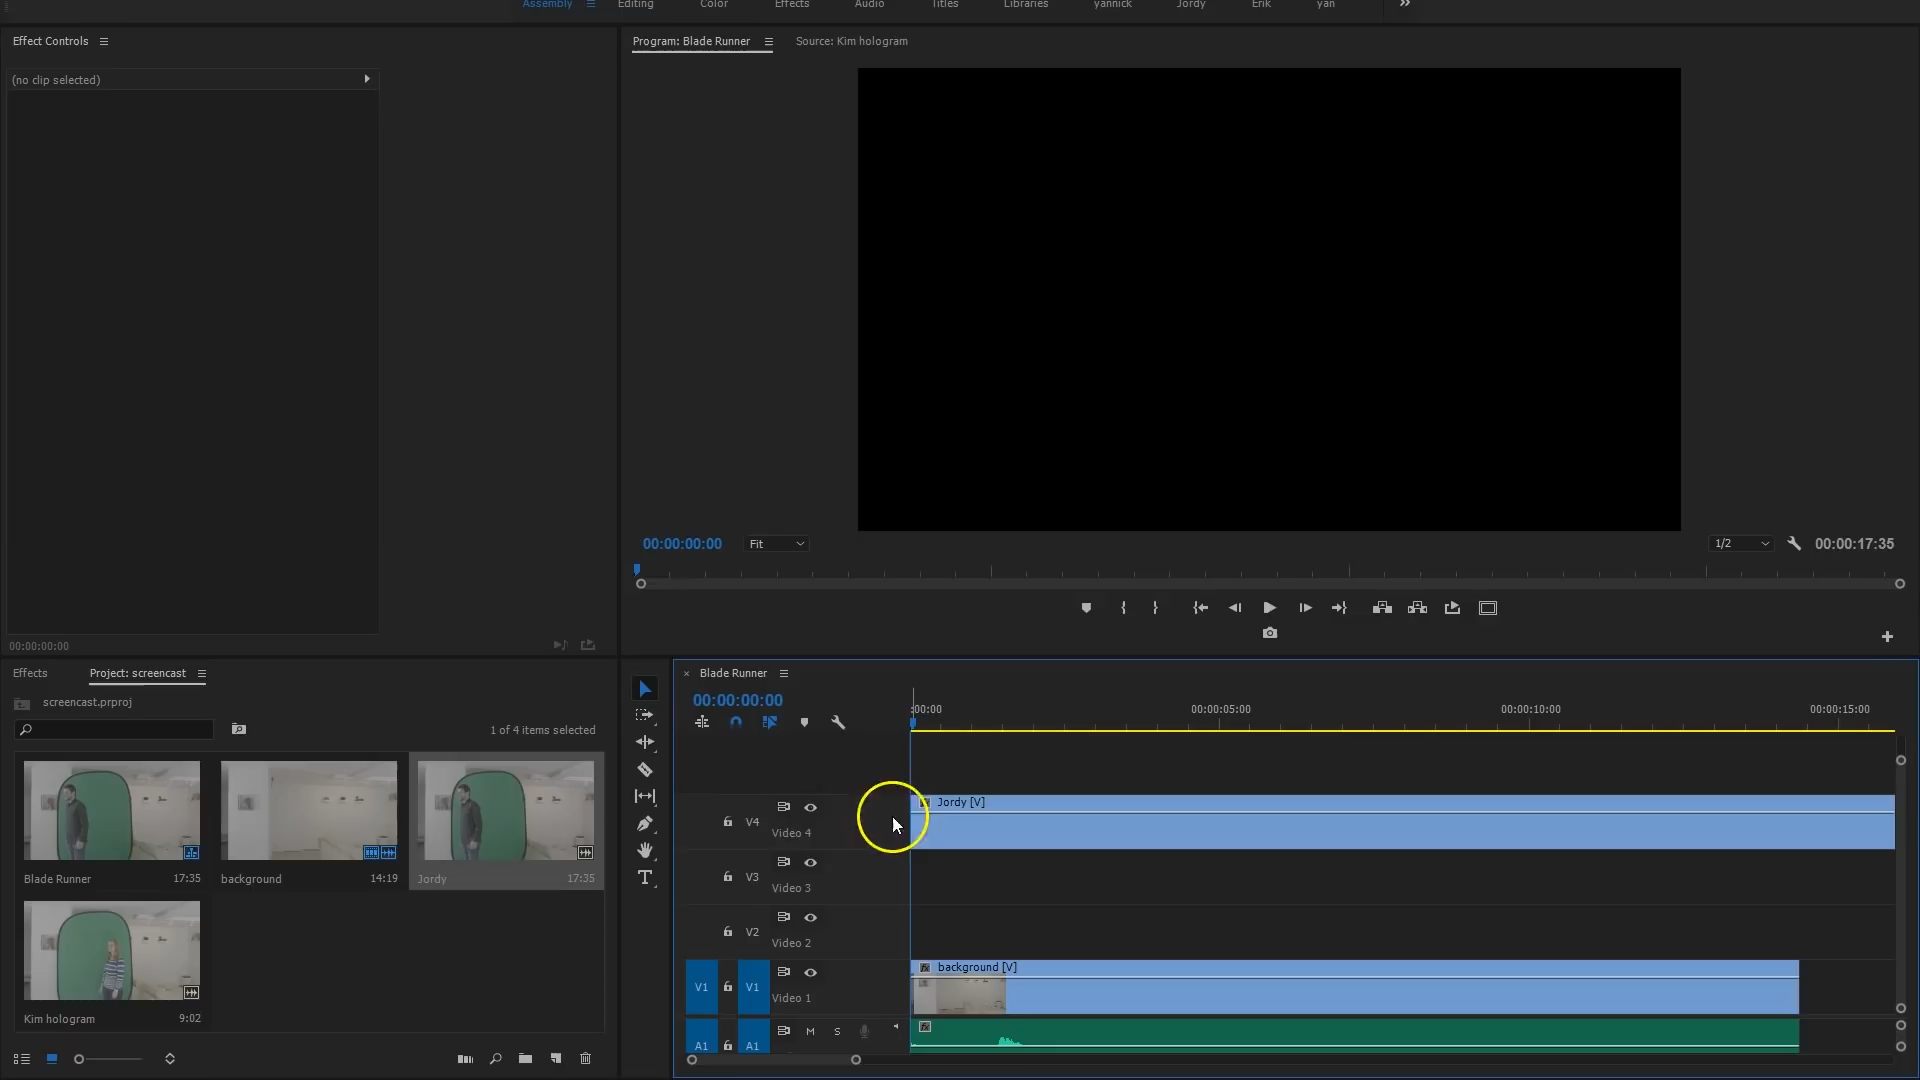 Assembly Editing Color Effects Audio Titles Libraries yannick Jordy Erik yan
Effect Controls
(no clip selected)
00:00:00:00
Program: Blade Runner Source: Kim hologram
00:00:00:00 Fit 1/2 00:00:17:35
Effects Project: screencast
screencast.prproj
1 of 4 items selected
Blade Runner 17:35
background 14:19
Jordy 17:35
Kim hologram 9:02
Blade Runner
00:00:00:00
:00:00 00:00:05:00 00:00:10:00 00:00:15:00
V4 Video 4 Jordy [V]
V3 Video 3
V2 Video 2
V1 V1 Video 1 background [V]
A1 A1 M S